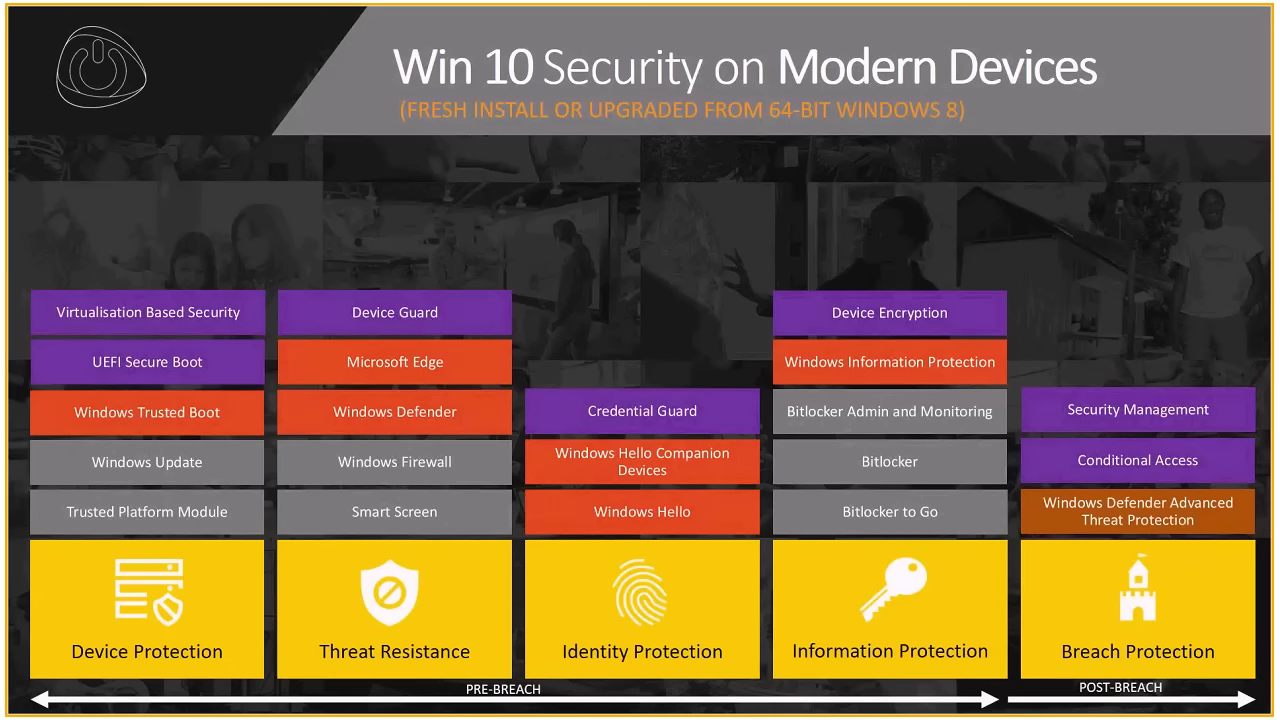 Win 10 Security on Modern Devices
(FRESH INSTALL OR UPGRADED FROM 64-BIT WINDOWS 8)
Virtualisation Based Security
UEFI Secure Boot
Windows Trusted Boot
Windows Update
Trusted Platform Module
Device Protection
Device Guard
Microsoft Edge
Windows Defender
Windows Firewall
Smart Screen
Threat Resistance
Credential Guard
Windows Hello Companion
Devices
Windows Hello
Identity Protection
Device Encryption
Windows Information Protection
Bitlocker Admin and Monitoring
Bitlocker
Bitlocker to Go
Information Protection
Security Management
Conditional Access
Windows Defender Advanced
Threat Protection
Breach Protection
PRE-BREACH
POST-BREACH